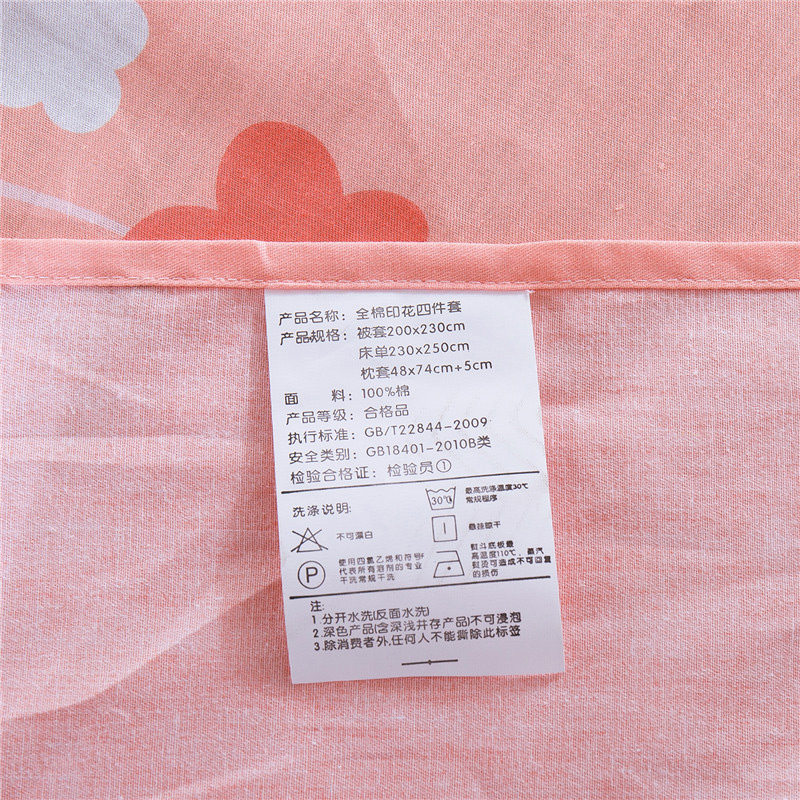 产品名称：全棉印花四件套
产品规格：被套200x230cm
床单230x250cm
枕套48x74cm+5cm
面 料：100%棉
产品等级：合格品
执行标准：GB/T22844-2009
安全类别：GB18401-2010B类
检验合格证：检验员①
洗涤说明:
30℃
最高洗涤温度30℃
常规程序
不可漂白
悬挂晾干
P
使用四氯乙烯和符号F
代表所有溶剂的专业
干洗常规干洗
熨斗底板最
高温度110℃，蒸汽
熨烫可造成不可回复
的损伤
注:
1.分开水洗(反面水洗)
2.深色产品(含深浅并存产品)不可浸泡
3.除消费者外,任何人不能撕除此标签